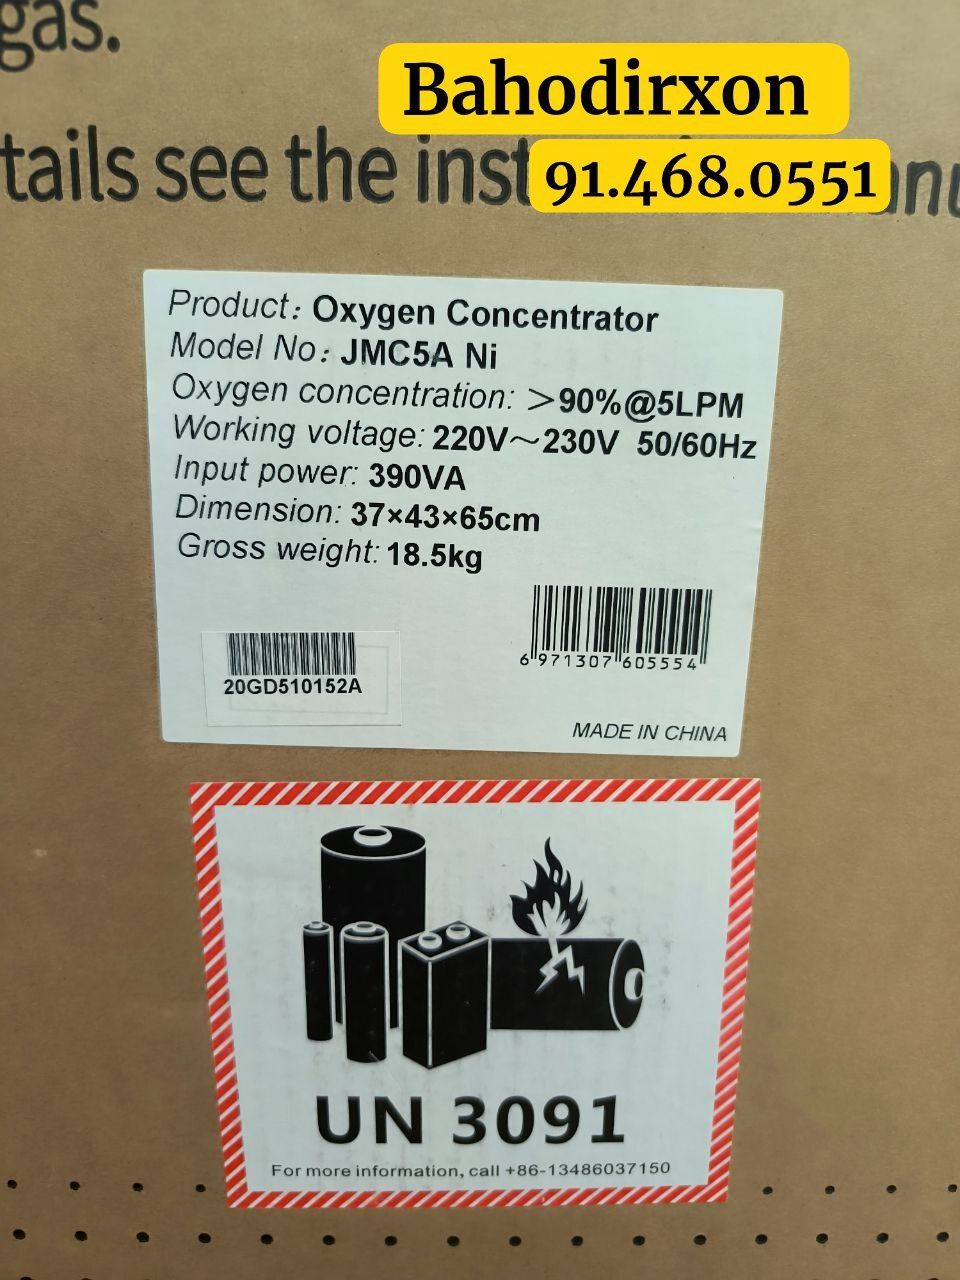 gas.
Bahodirxon
tails see the inst
91.468.0551
Product: Oxygen Concentrator
Model No: JMC5A Ni
Oxygen concentration: >90%@5LPM
Working voltage: 220V~230V 50/60Hz
Input power: 390VA
Dimension: 37×43×65cm
Gross weight: 18.5kg
6 971307 605554
20GD510152A
MADE IN CHINA
UN 3091
For more information, call +86-13486037150